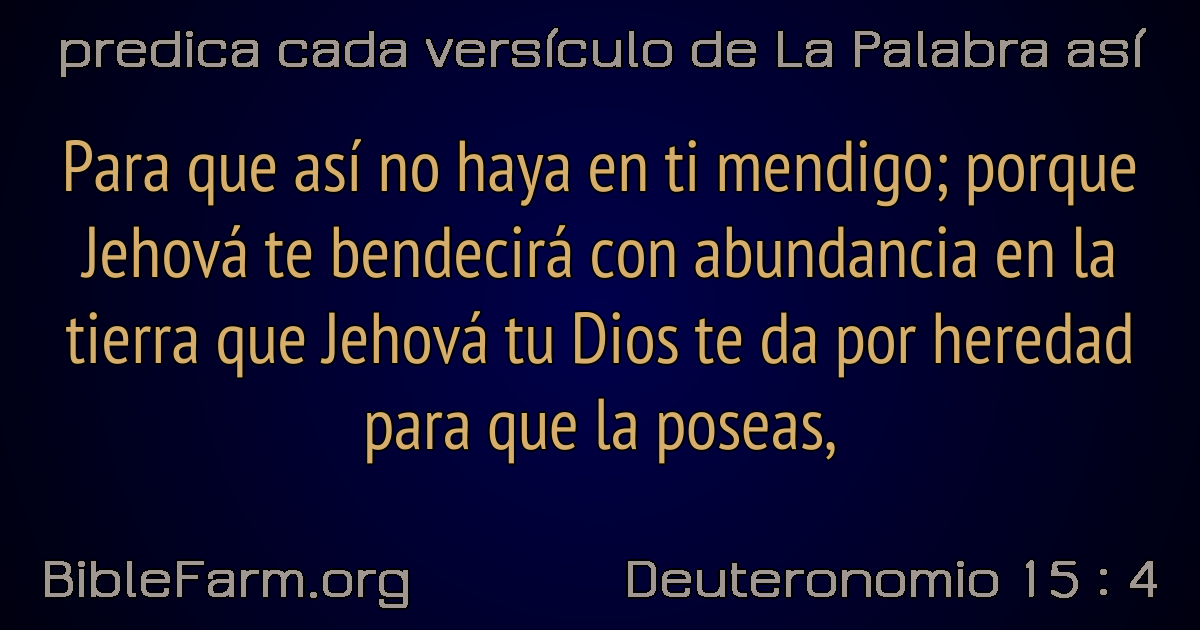 predica cada versículo de La Palabra así
Para que así no haya en ti mendigo; porque
Jehová te bendecirá con abundancia en la
tierra que Jehová tu Dios te da por heredad
para que la poseas,
BibleFarm.org
Deuteronomio 15 : 4